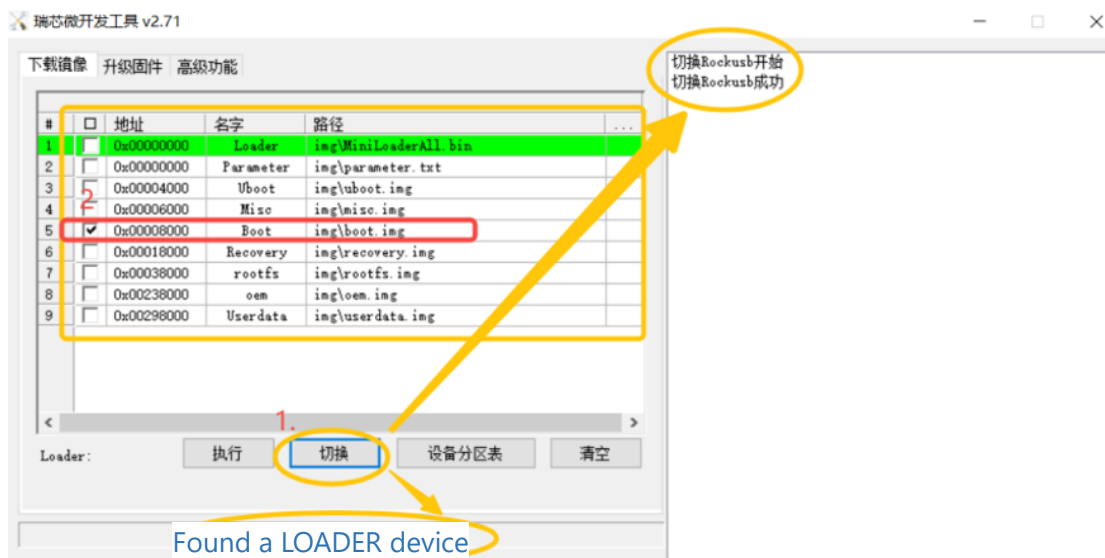 瑞芯微开发工具 v2.71
下载镜像 升级固件 高级功能
切换Rockusb开始
切换Rockusb成功
# 地址 名字 路径 ...
1 0x00000000 Loader img\MiniLoaderAll.bin
2 0x00000000 Parameter img\parameter.txt
3 0x00004000 Uboot img\uboot.img
4 0x00006000 Misc img\misc.img
5 0x00008000 Boot img\boot.img
6 0x00018000 Recovery img\recovery.img
7 0x00038000 rootfs img\rootfs.img
8 0x00238000 oem img\oem.img
9 0x00298000 Userdata img\userdata.img
2
1.
Loader: 执行 切换 设备分区表 清空
Found a LOADER device